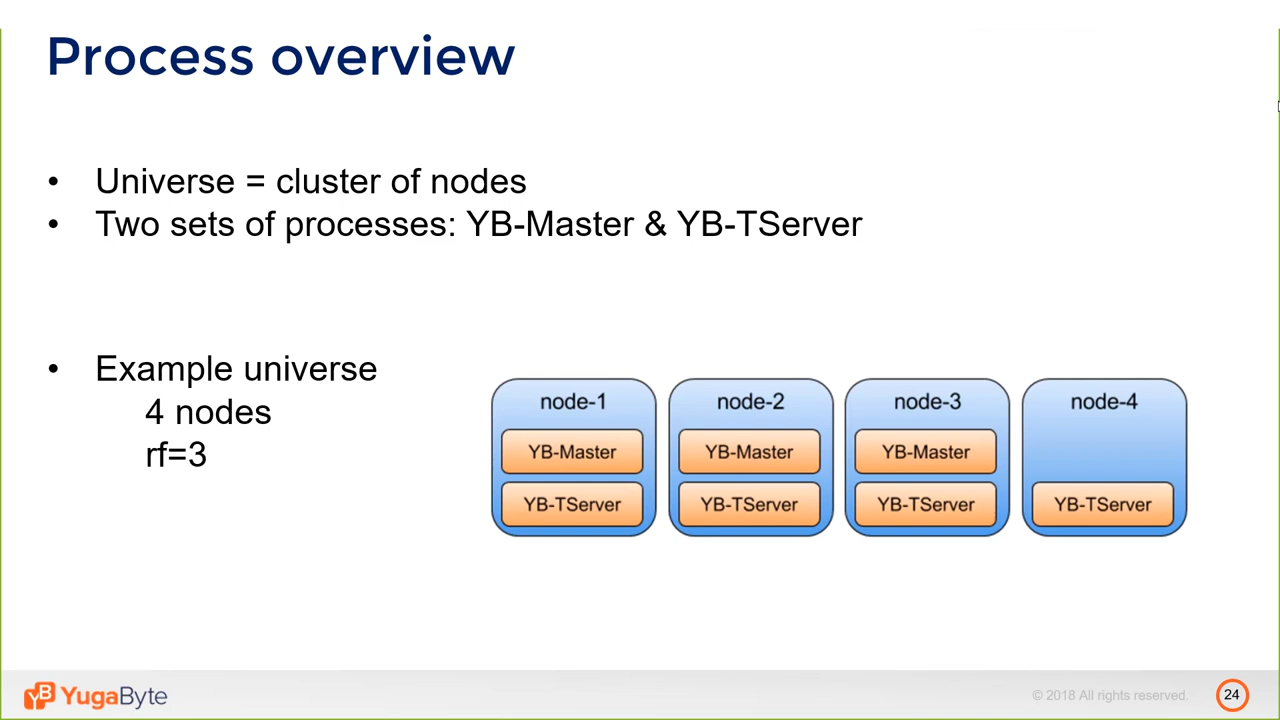 Process overview
• Universe = cluster of nodes
• Two sets of processes: YB-Master & YB-TServer
• Example universe
4 nodes
rf=3
node-1
YB-Master
YB-TServer
node-2
YB-Master
YB-TServer
node-3
YB-Master
YB-TServer
node-4
YB-TServer
YB YugaByte
© 2018 All rights reserved.
24